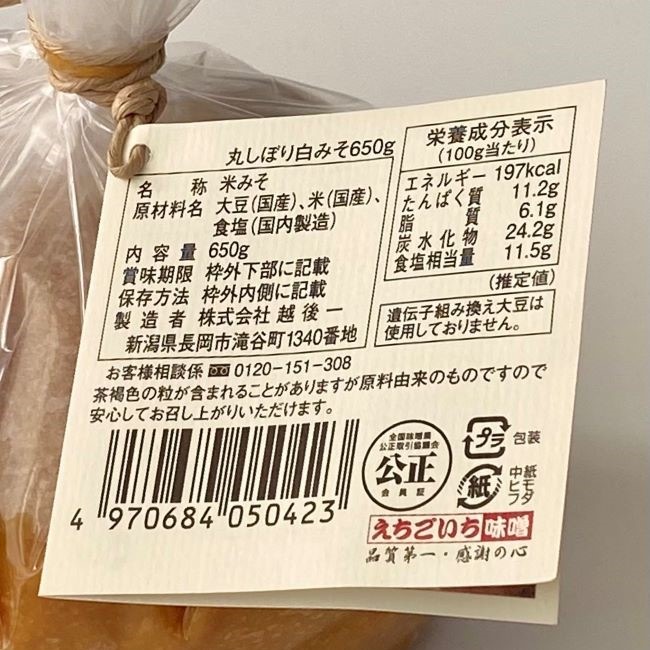 丸しぼり白みそ650g
名称 米みそ
原材料名 大豆(国産)、米(国産)、
食塩(国内製造)
内容量 650g
賞味期限 枠外下部に記載
保存方法 枠外内側に記載
製造者 株式会社越後一
新潟県長岡市滝谷町1340番地
栄養成分表示
(100g当たり)
エネルギー 197kcal
たんぱく質 11.2g
脂質 6.1g
炭水化物 24.2g
食塩相当量 11.5g
(推定値)
遺伝子組み換え大豆は
使用しておりません。
お客様相談係 0120-151-308
茶褐色の粒が含まれることがありますが原料由来のものですので
安心してお召し上がりいただけます。
4 970684 050423
全国味噌業
公正取引協議会
公正
会員証
プラ 包装
紙 中ヒフ 紙モタ
えちごいち味噌
品質第一・感謝の心